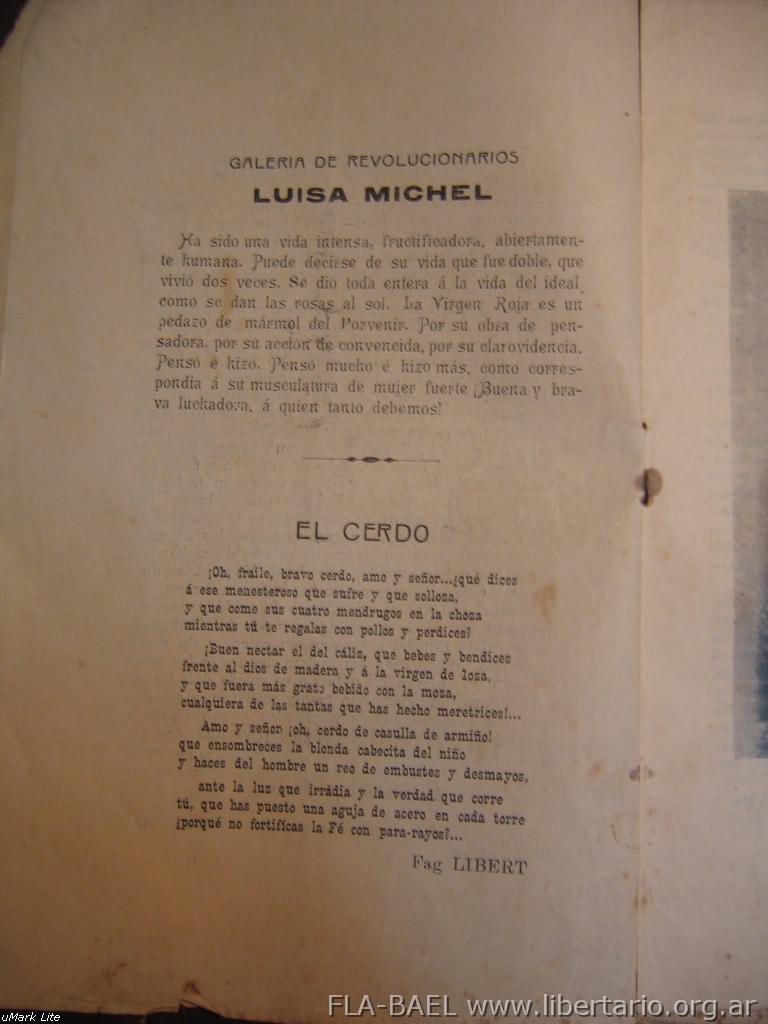 GALERIA DE REVOLUCIONARIOS
LUISA MICHEL
Ha sido una vida intensa, fructificadora, abiertamen-
te humana. Puede decirse de su vida que fue doble, que
vivió dos veces. Se dió toda entera á la vida del ideal,
como se dan las rosas al sol. La Virgen Roja es un
pedazo de mármol del Porvenir. Por su obra de pen-
sadora, por su acción de convencida, por su clarovidencia.
Pensó é hizo. Pensó mucho é hizo más, como corres-
pondia á su musculatura de mujer fuerte ¡Buena y bra-
va luchadora, á quien tanto debemos!
EL CERDO
¡Oh, fraile, bravo cerdo, amo y señor...¿qué dices
á ese menesteroso que sufre y que solloza,
y que come sus cuatro mendrugos en la choza
mientras tú te regalas con pollos y perdices?
¡Buen nectar el del cáliz, que bebes y bendices
frente al dios de madera y á la virgen de loza,
y que fuera más grato bebido con la moza,
cualquiera de las tantas que has hecho meretrices!...
Amo y señor ¡oh, cerdo de casulla de armiño!
que ensombreces la blonda cabecita del niño
y haces del hombre un reo de embustes y desmayos,
ante la luz que irrádia y la verdad que corre
tú, que has puesto una aguja de acero en cada torre
¿porqué no fortificas la Fé con para-rayos?...
Fag LIBERT
FLA-BAEL www.libertario.org.ar
uMark Lite